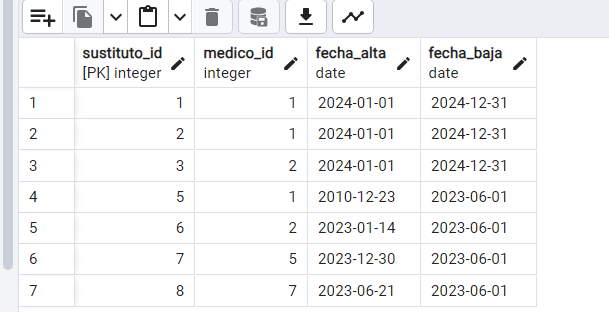 sustituto_id medico_id fecha_alta fecha_baja
[PK] integer integer date date
1 1 1 2024-01-01 2024-12-31
2 2 1 2024-01-01 2024-12-31
3 3 2 2024-01-01 2024-12-31
4 5 1 2010-12-23 2023-06-01
5 6 2 2023-01-14 2023-06-01
6 7 5 2023-12-30 2023-06-01
7 8 7 2023-06-21 2023-06-01